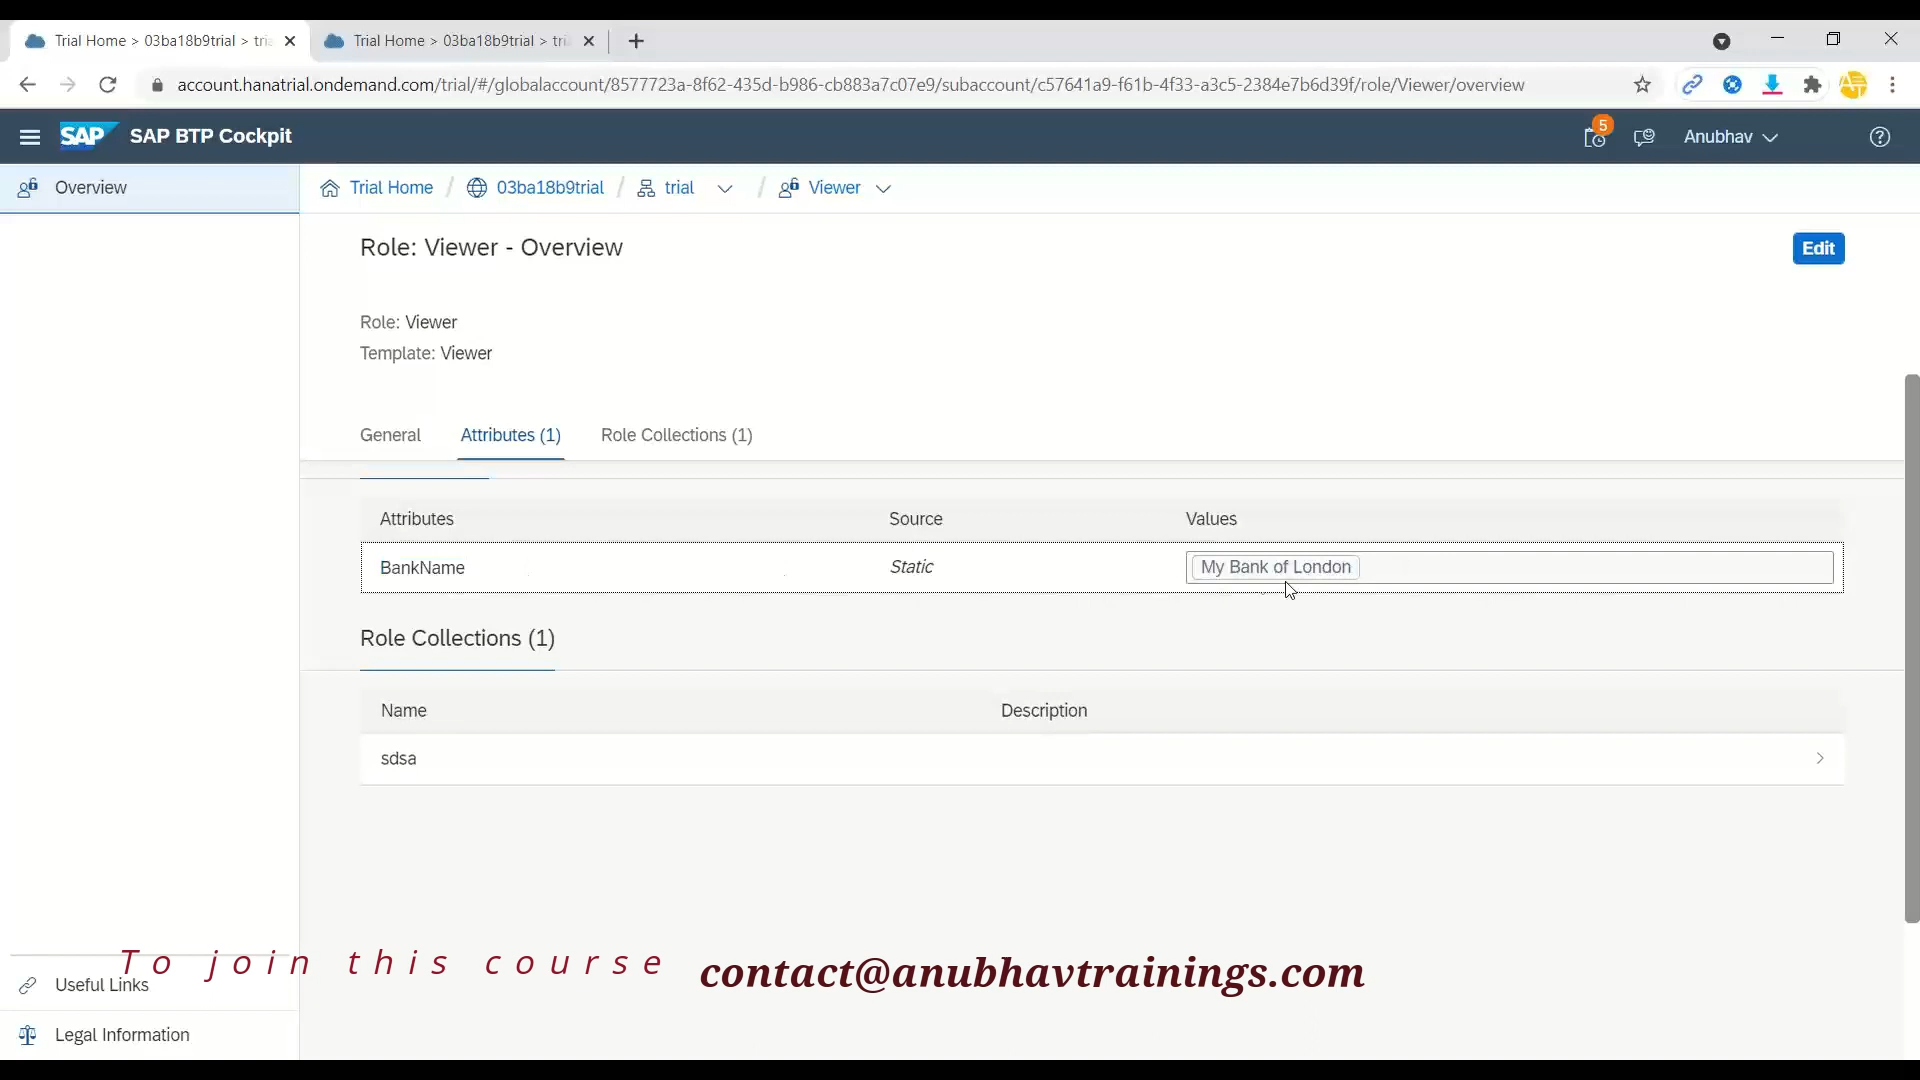 Trial Home > 03ba18b9trial > tri
Trial Home > 03ba18b9trial > tri
account.hanatrial.ondemand.com/trial/#/globalaccount/8577723a-8f62-435d-b986-cb883a7c07e9/subaccount/c57641a9-f61b-4f33-a3c5-2384e7b6d39f/role/Viewer/overview
SAP SAP BTP Cockpit
5
Anubhav
Overview
Trial Home / 03ba18b9trial / trial / Viewer
Role: Viewer - Overview
Edit
Role: Viewer
Template: Viewer
General Attributes (1) Role Collections (1)
Attributes Source Values
BankName Static My Bank of London
Role Collections (1)
Name Description
sdsa
To join this course contact@anubhavtrainings.com
Useful Links
Legal Information